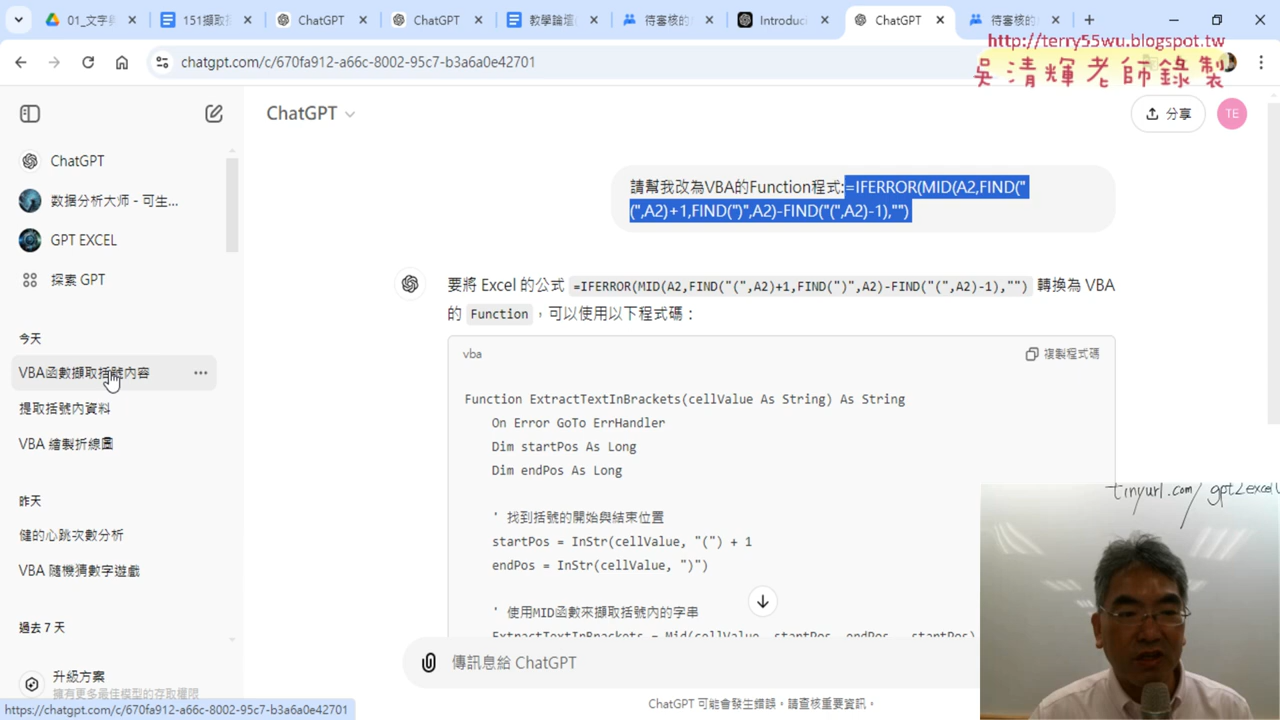 01_文字與
151擷取括
ChatGPT
ChatGPT
教學論壇
待審核的
Introduc
ChatGPT
待審核的
chatgpt.com/c/670fa912-a66c-8002-95c7-b3a6a0e42701
http://terry55wu.blogspot.tw
吳清輝老師錄製
ChatGPT
分享
TE
ChatGPT
数据分析大师 - 可生...
GPT EXCEL
探索 GPT
今天
VBA函數擷取括號內容
提取括號內資料
VBA 繪製折線圖
昨天
健的心跳次數分析
VBA 隨機猜數字遊戲
過去 7 天
升級方案
擁有更多最佳模型的存取權限
請幫我改為VBA的Function程式:=IFERROR(MID(A2,FIND("
(",A2)+1,FIND(")",A2)-FIND("(",A2)-1),"")
要將 Excel 的公式 =IFERROR(MID(A2,FIND("(",A2)+1,FIND(")",A2)-FIND("(",A2)-1),"") 轉換為 VBA
的 Function，可以使用以下程式碼：
vba
複製程式碼
Function ExtractTextInBrackets(cellValue As String) As String
On Error GoTo ErrHandler
Dim startPos As Long
Dim endPos As Long
' 找到括號的開始與結束位置
startPos = InStr(cellValue, "(") + 1
endPos = InStr(cellValue, ")")
' 使用MID函數來擷取括號內的字串
ExtractTextInBrackets = Mid(cellValue, startPos, endPos - startPos)
傳訊息給 ChatGPT
ChatGPT 可能會發生錯誤。請查核重要資訊。
tinyurl.com/gpt2excel
https://chatgpt.com/c/670fa912-a66c-8002-95c7-b3a6a0e42701